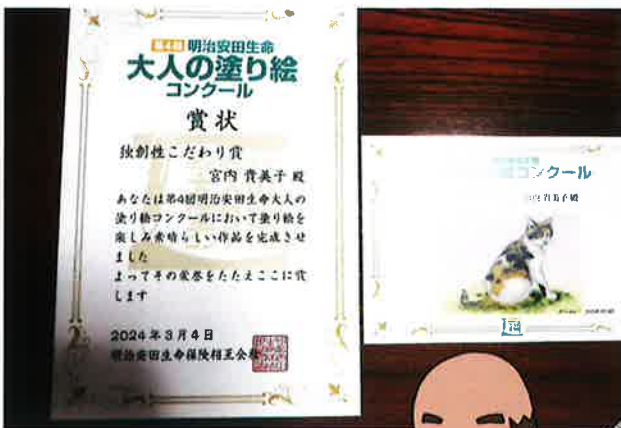 第4回 明治安田生命
大人の塗り絵
コンクール
賞状
独創性こだわり賞
宮内 貴美子 殿
あなたは第4回明治安田生命大人の
塗り絵コンクールにおいて塗り絵を
楽しみ素晴らしい作品を完成させ
ました
よってその栄誉をたたえここに賞
します
2024年3月4日
明治安田生命保険相互会社
コンクール